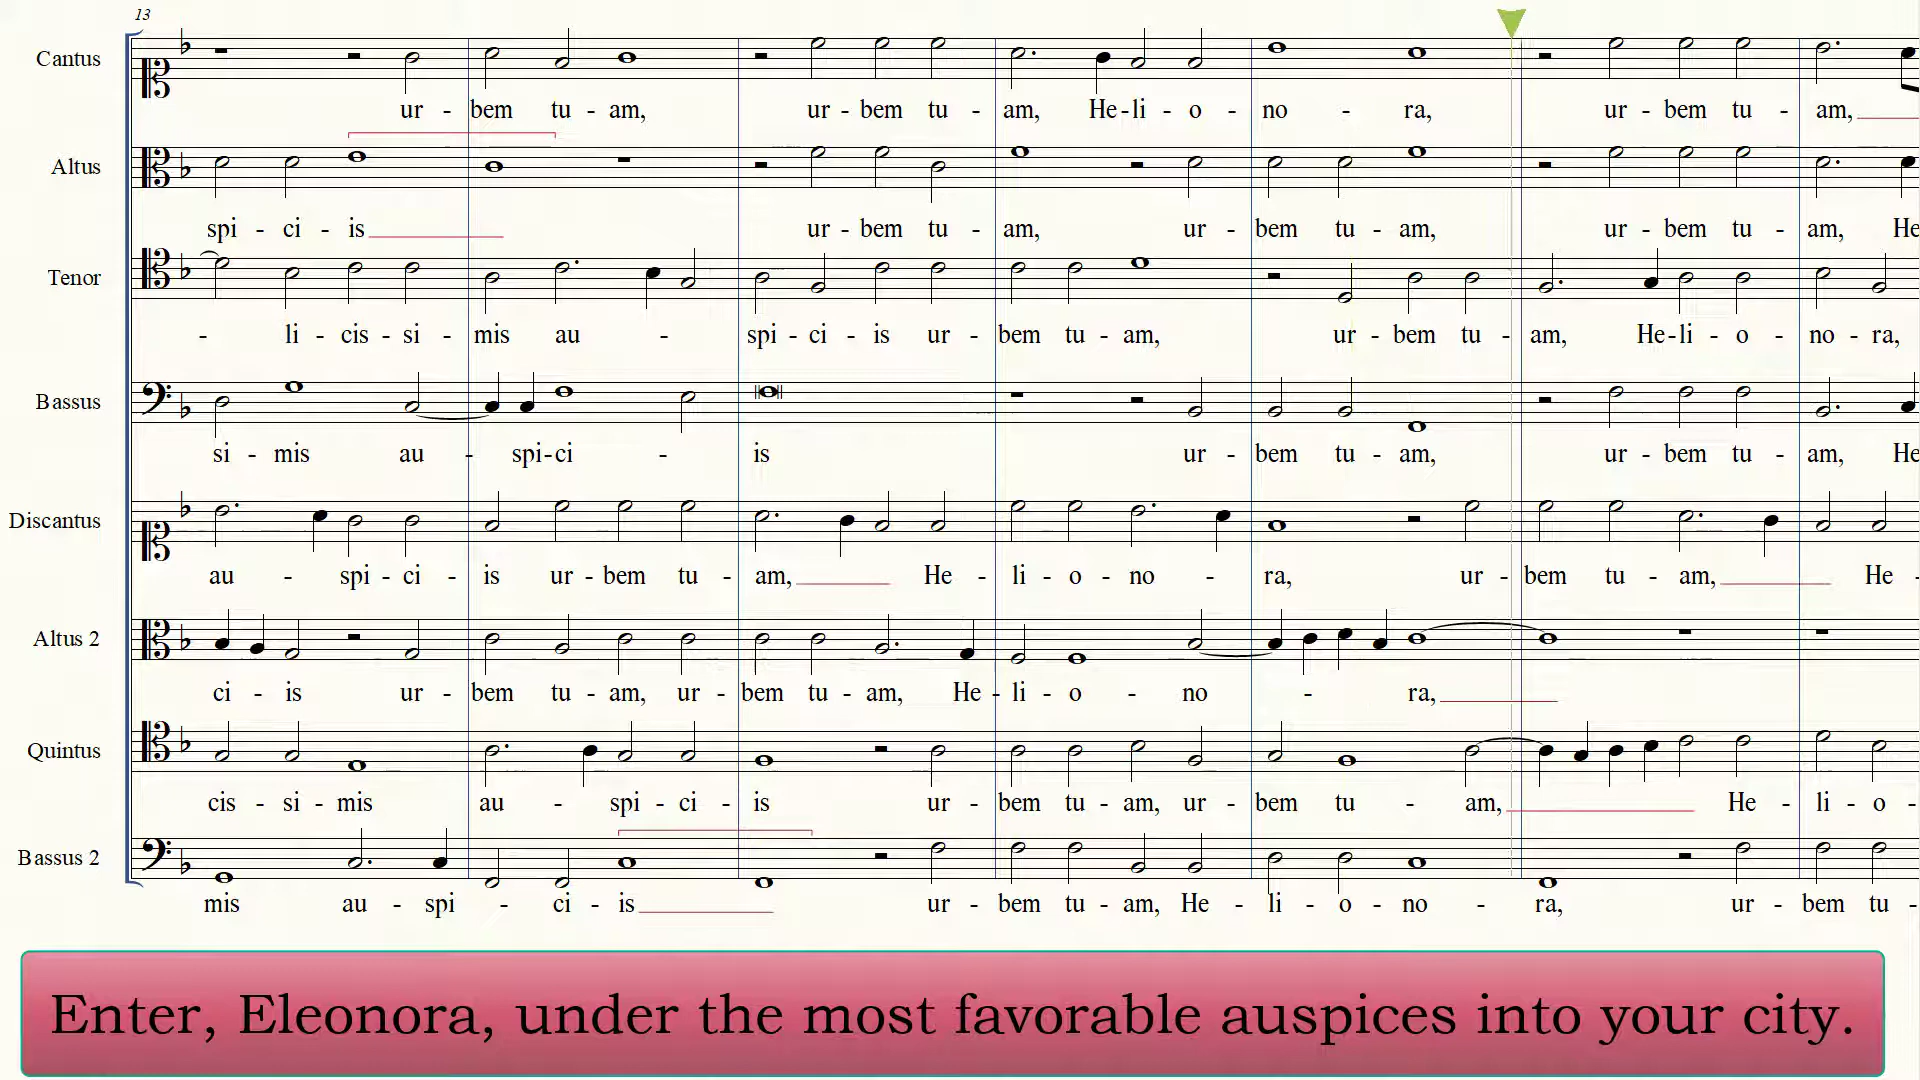 13
Cantus
ur - bem tu - am, ur - bem tu - am, He - li - o - no - ra, ur - bem tu - am,
Altus
spi - ci - is ur - bem tu - am, ur - bem tu - am, ur - bem tu - am, He
Tenor
- li - cis - si - mis au - spi - ci - is ur - bem tu - am, ur - bem tu - am, He - li - o - no - ra,
Bassus
si - mis au - spi - ci - is ur - bem tu - am, ur - bem tu - am, He
Discantus
au - spi - ci - is ur - bem tu - am, He - li - o - no - ra, ur - bem tu - am, He -
Altus 2
ci - is ur - bem tu - am, ur - bem tu - am, He - li - o - no - ra,
Quintus
cis - si - mis au - spi - ci - is ur - bem tu - am, ur - bem tu - am, He - li - o -
Bassus 2
mis au - spi - ci - is ur - bem tu - am, He - li - o - no - ra, ur - bem tu -
Enter, Eleonora, under the most favorable auspices into your city.